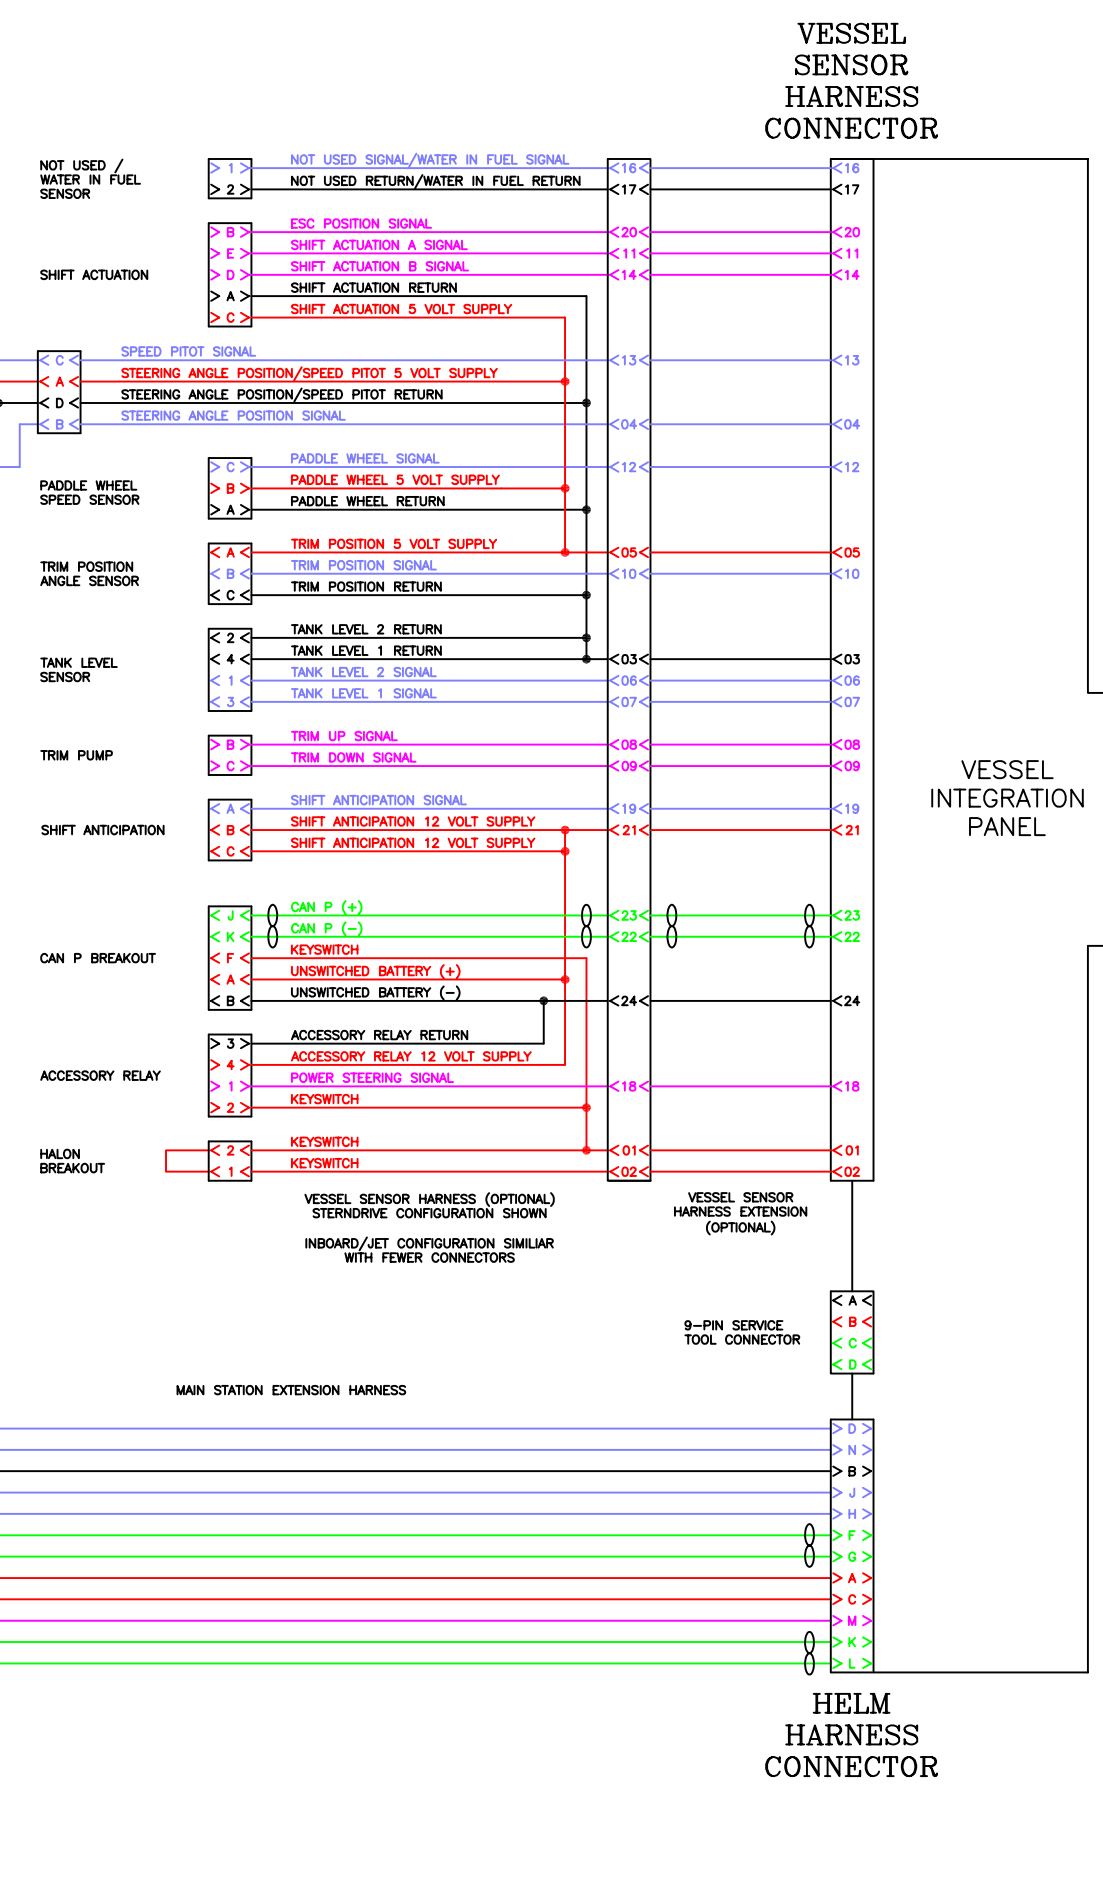 VESSEL
SENSOR
HARNESS
CONNECTOR
NOT USED /
WATER IN FUEL
SENSOR
1 NOT USED SIGNAL/WATER IN FUEL SIGNAL 16 16
2 NOT USED RETURN/WATER IN FUEL RETURN 17 17
SHIFT ACTUATION
B ESC POSITION SIGNAL 20 20
E SHIFT ACTUATION A SIGNAL 11 11
D SHIFT ACTUATION B SIGNAL 14 14
A SHIFT ACTUATION RETURN
C SHIFT ACTUATION 5 VOLT SUPPLY
C SPEED PITOT SIGNAL 13 13
A STEERING ANGLE POSITION/SPEED PITOT 5 VOLT SUPPLY
D STEERING ANGLE POSITION/SPEED PITOT RETURN
B STEERING ANGLE POSITION SIGNAL 04 04
PADDLE WHEEL
SPEED SENSOR
C PADDLE WHEEL SIGNAL 12 12
B PADDLE WHEEL 5 VOLT SUPPLY
A PADDLE WHEEL RETURN
TRIM POSITION
ANGLE SENSOR
A TRIM POSITION 5 VOLT SUPPLY 05 05
B TRIM POSITION SIGNAL 10 10
C TRIM POSITION RETURN
TANK LEVEL
SENSOR
2 TANK LEVEL 2 RETURN
4 TANK LEVEL 1 RETURN 03 03
1 TANK LEVEL 2 SIGNAL 06 06
3 TANK LEVEL 1 SIGNAL 07 07
TRIM PUMP
B TRIM UP SIGNAL 08 08
C TRIM DOWN SIGNAL 09 09
VESSEL
INTEGRATION
PANEL
SHIFT ANTICIPATION
A SHIFT ANTICIPATION SIGNAL 19 19
B SHIFT ANTICIPATION 12 VOLT SUPPLY 21 21
C SHIFT ANTICIPATION 12 VOLT SUPPLY
CAN P BREAKOUT
J CAN P (+) 23 23
K CAN P (-) 22 22
F KEYSWITCH
A UNSWITCHED BATTERY (+)
B UNSWITCHED BATTERY (-) 24 24
ACCESSORY RELAY
3 ACCESSORY RELAY RETURN
4 ACCESSORY RELAY 12 VOLT SUPPLY
1 POWER STEERING SIGNAL 18 18
2 KEYSWITCH
HALON
BREAKOUT
2 KEYSWITCH 01 01
1 KEYSWITCH 02 02
VESSEL SENSOR HARNESS (OPTIONAL)
STERNDRIVE CONFIGURATION SHOWN
INBOARD/JET CONFIGURATION SIMILIAR
WITH FEWER CONNECTORS
VESSEL SENSOR
HARNESS EXTENSION
(OPTIONAL)
9-PIN SERVICE
TOOL CONNECTOR
A
B
C
D
MAIN STATION EXTENSION HARNESS
D
N
B
J
H
F
G
A
C
M
K
L
HELM
HARNESS
CONNECTOR